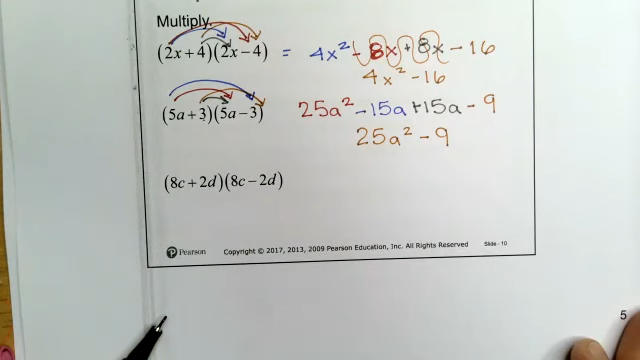 Multiply.
(2x+4)(2x−4) = 4x² − 8x + 8x − 16
4x² − 16
(5a+3)(5a−3) 25a² − 15a + 15a − 9
25a² − 9
(8c+2d)(8c−2d)
Pearson Copyright © 2017, 2013, 2009 Pearson Education, Inc. All Rights Reserved Slide - 10
5